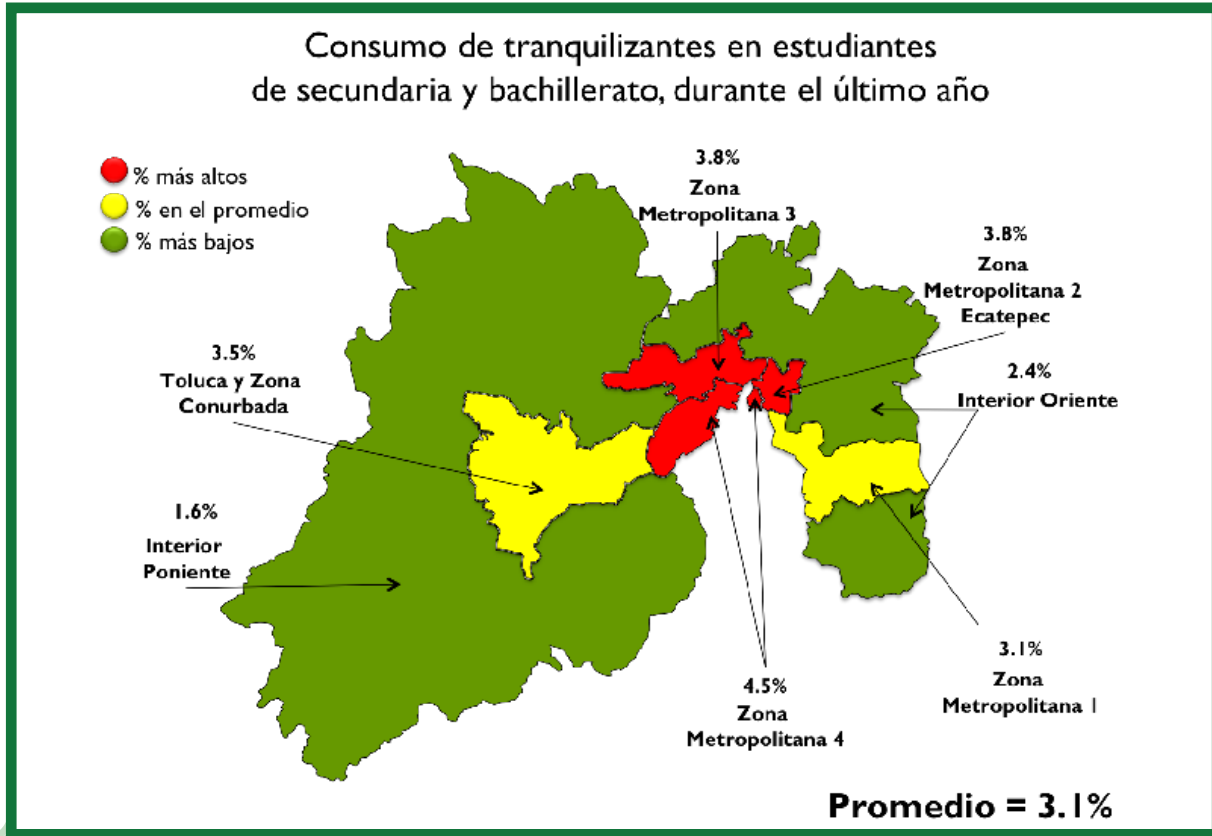 Consumo de tranquilizantes en estudiantes
de secundaria y bachillerato, durante el último año
% más altos
% en el promedio
% más bajos
3.8%
Zona
Metropolitana 3
3.8%
Zona
Metropolitana 2
Ecatepec
3.5%
Toluca y Zona
Conurbada
2.4%
Interior Oriente
1.6%
Interior
Poniente
4.5%
Zona
Metropolitana 4
3.1%
Zona
Metropolitana 1
Promedio = 3.1%